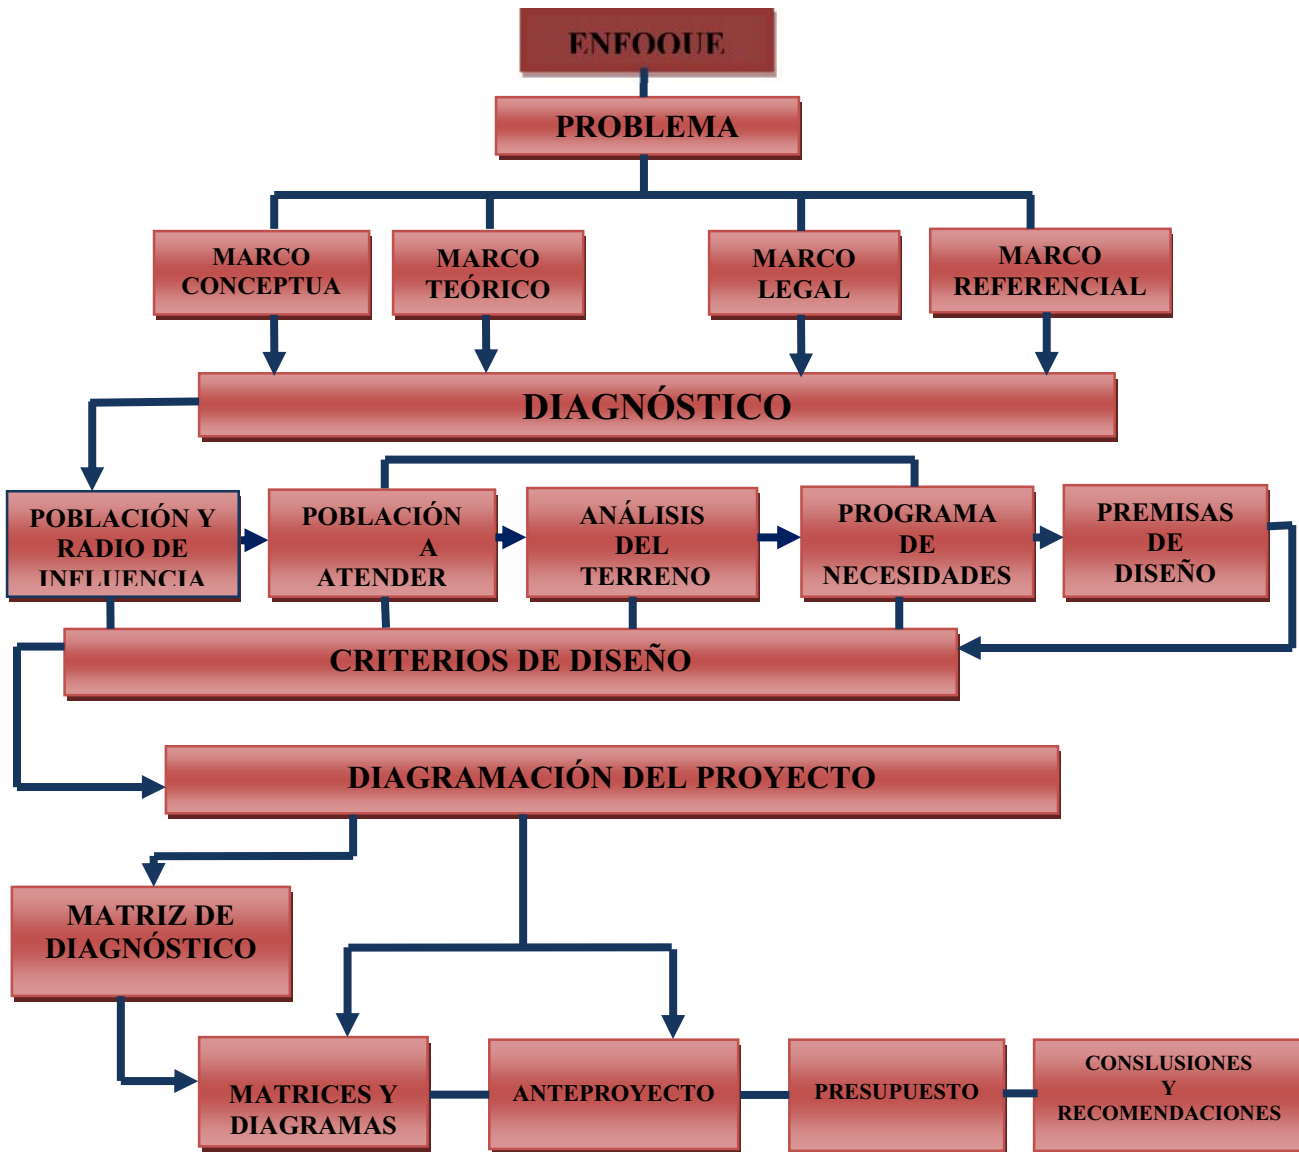 ENFOQUE
PROBLEMA
MARCO
CONCEPTUA
MARCO
TEÓRICO
MARCO
LEGAL
MARCO
REFERENCIAL
DIAGNÓSTICO
POBLACIÓN Y
RADIO DE
INFLUENCIA
POBLACIÓN
A
ATENDER
ANÁLISIS
DEL
TERRENO
PROGRAMA
DE
NECESIDADES
PREMISAS
DE
DISEÑO
CRITERIOS DE DISEÑO
DIAGRAMACIÓN DEL PROYECTO
MATRIZ DE
DIAGNÓSTICO
MATRICES Y
DIAGRAMAS
ANTEPROYECTO
PRESUPUESTO
CONSLUSIONES
Y
RECOMENDACIONES